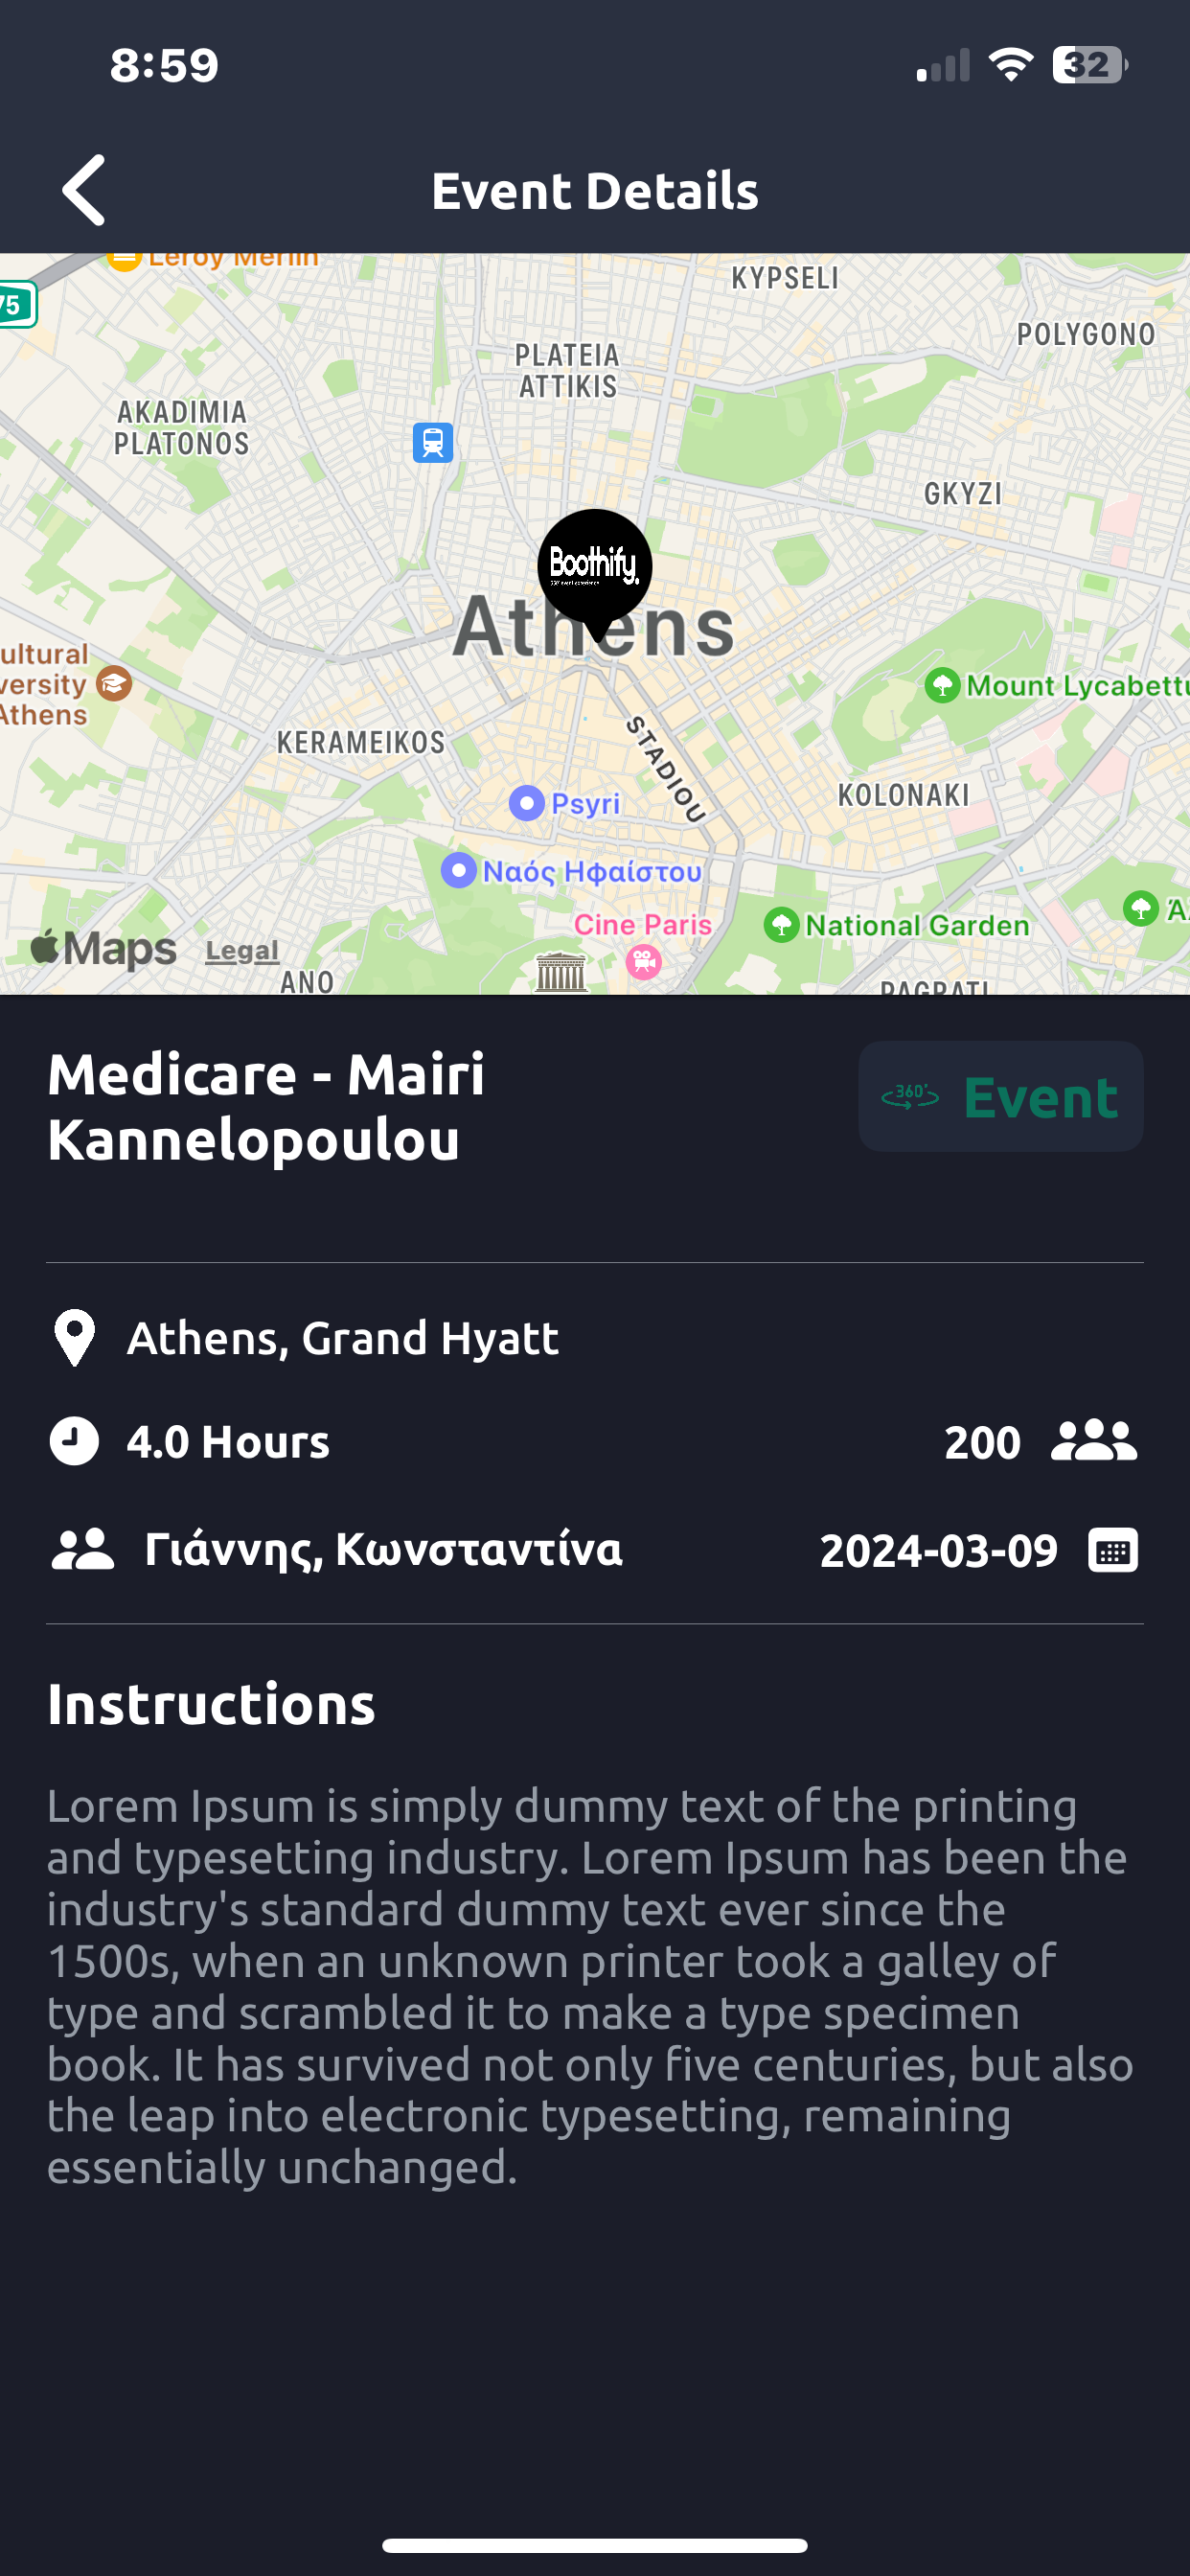 8:59
32
Event Details
Leroy Merlin
KYPSELI
75
POLYGONO
PLATEIA
ATTIKIS
AKADIMIA
PLATONOS
GKYZI
Boothify.
Athens
ultural
versity
Athens
Mount Lycabettu
KERAMEIKOS
STADIOU
KOLONAKI
Psyri
Ναός Ηφαίστου
Cine Paris
National Garden
Maps
Legal
ANO
PAGRATI
Medicare - Mairi
Kannelopoulou
360°
Event
Athens, Grand Hyatt
4.0 Hours
200
Γιάννης, Κωνσταντίνα
2024-03-09
Instructions
Lorem Ipsum is simply dummy text of the printing
and typesetting industry. Lorem Ipsum has been the
industry's standard dummy text ever since the
1500s, when an unknown printer took a galley of
type and scrambled it to make a type specimen
book. It has survived not only five centuries, but also
the leap into electronic typesetting, remaining
essentially unchanged.